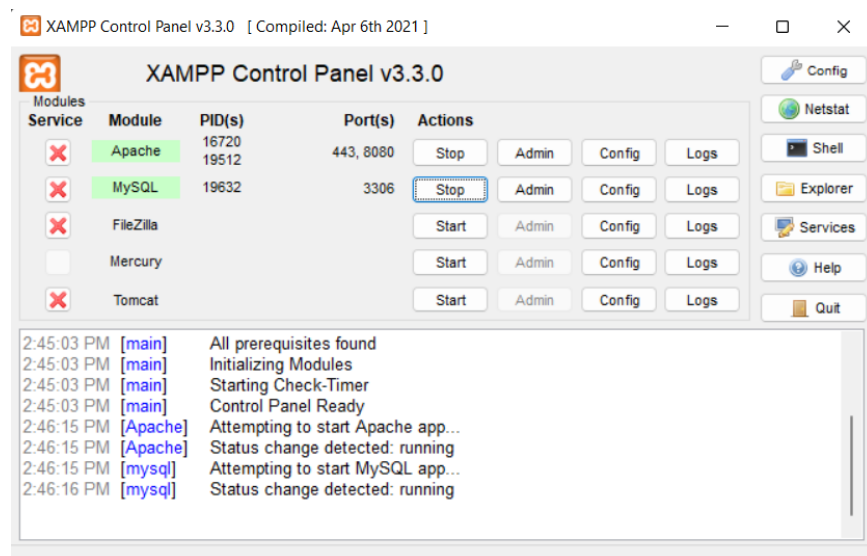 XAMPP Control Panel v3.3.0 [ Compiled: Apr 6th 2021 ]
XAMPP Control Panel v3.3.0
Config
Modules
Service Module PID(s) Port(s) Actions
Netstat
Apache 16720 19512 443, 8080 Stop Admin Config Logs
Shell
MySQL 19632 3306 Stop Admin Config Logs
Explorer
FileZilla Start Admin Config Logs
Services
Mercury Start Admin Config Logs
Help
Tomcat Start Admin Config Logs
Quit
2:45:03 PM [main] All prerequisites found
2:45:03 PM [main] Initializing Modules
2:45:03 PM [main] Starting Check-Timer
2:45:03 PM [main] Control Panel Ready
2:46:15 PM [Apache] Attempting to start Apache app...
2:46:15 PM [Apache] Status change detected: running
2:46:15 PM [mysql] Attempting to start MySQL app...
2:46:16 PM [mysql] Status change detected: running